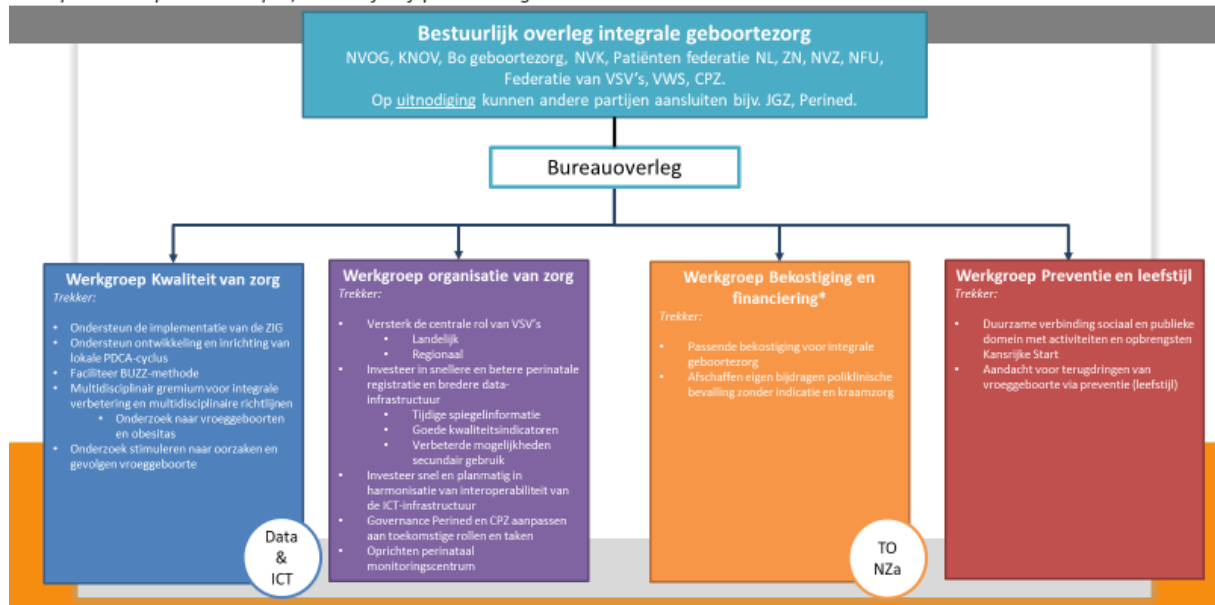 Bestuurlijk overleg integrale geboortezorg
NVOG, KNOV, Bo geboortezorg, NVK, Patiënten federatie NL, ZN, NVZ, NFU,
Federatie van VSV's, VWS, CPZ.
Op uitnodiging kunnen andere partijen aansluiten bijv. JGZ, Perined.
Bureauoverleg
Werkgroep Kwaliteit van zorg
Trekker:
• Ondersteun de implementatie van de ZIG
• Ondersteun ontwikkeling en inrichting van
lokale PDCA-cyclus
• Faciliteer BUZZ-methode
• Multidisciplinair gremium voor integrale
verbetering en multidisciplinaire richtlijnen
• Onderzoek naar vroeggeboorten
en obesitas
• Onderzoek stimuleren naar oorzaken en
gevolgen vroeggeboorte
Data
&
ICT
Werkgroep organisatie van zorg
Trekker:
• Versterk de centrale rol van VSV's
• Landelijk
• Regionaal
• Investeer in snellere en betere perinatale
registratie en bredere data-
infrastructuur
• Tijdige spiegelinformatie
• Goede kwaliteitsindicatoren
• Verbeterde mogelijkheden
secundair gebruik
• Investeer snel en planmatig in
harmonisatie van interoperabiliteit van
de ICT-infrastructuur
• Governance Perined en CPZ aanpassen
aan toekomstige rollen en taken
• Oprichten perinataal
monitoringscentrum
Werkgroep Bekostiging en
financiering*
Trekker:
• Passende bekostiging voor integrale
geboortezorg
• Afschaffen eigen bijdragen poliklinische
bevalling zonder indicatie en kraamzorg
TO
NZa
Werkgroep Preventie en leefstijl
Trekker:
• Duurzame verbinding sociaal en publieke
domein met activiteiten en opbrengsten
Kansrijke Start
• Aandacht voor terugdringen van
vroeggeboorte via preventie (leefstijl)